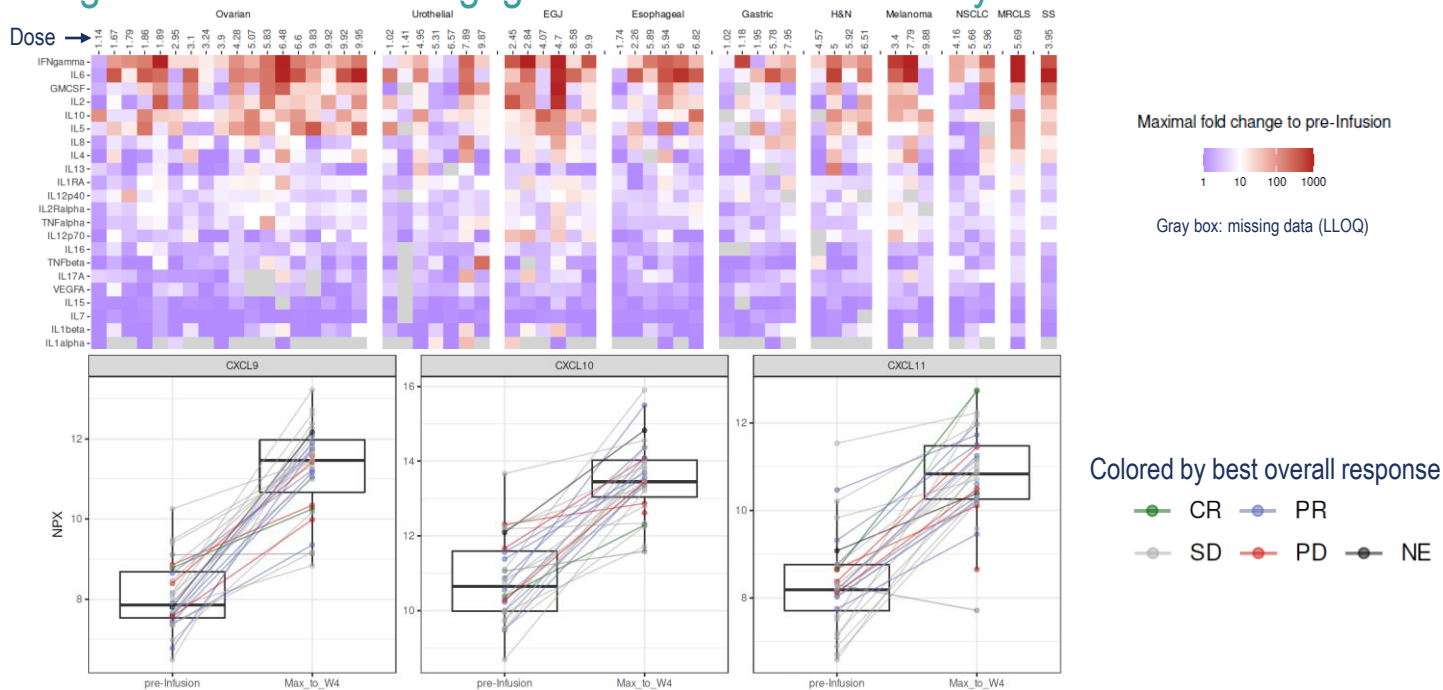 Ovarian Urothelial EGJ Esophageal Gastric H&N Melanoma NSCLC MRCLS SS
Dose
1.14 1.67 1.79 1.86 1.89 2.95 3.1 3.24 3.9 4.28 5.07 5.83 6.48 6.6 9.83 9.92 9.92 9.95 1.02 1.41 4.95 5.31 6.57 7.89 9.87 2.45 2.84 4.07 4.7 8.58 9.9 1.74 2.26 5.89 5.94 6 6.82 1.02 1.18 1.95 5.78 7.95 4.57 5 5.92 6.51 3.4 7.79 9.88 4.16 5.66 5.96 5.69 3.95
IFNgamma
IL6
GMCSF
IL2
IL10
IL5
IL8
IL4
IL13
IL1RA
IL12p40
IL2Ralpha
TNFalpha
IL12p70
IL16
TNFbeta
IL17A
VEGFA
IL15
IL7
IL1beta
IL1alpha
Maximal fold change to pre-Infusion
1 10 100 1000
Gray box: missing data (LLOQ)
CXCL9
NPX
12
10
8
pre-Infusion Max_to_W4
CXCL10
16
14
12
10
pre-Infusion Max_to_W4
CXCL11
12
10
8
pre-Infusion Max_to_W4
Colored by best overall response
CR PR
SD PD NE